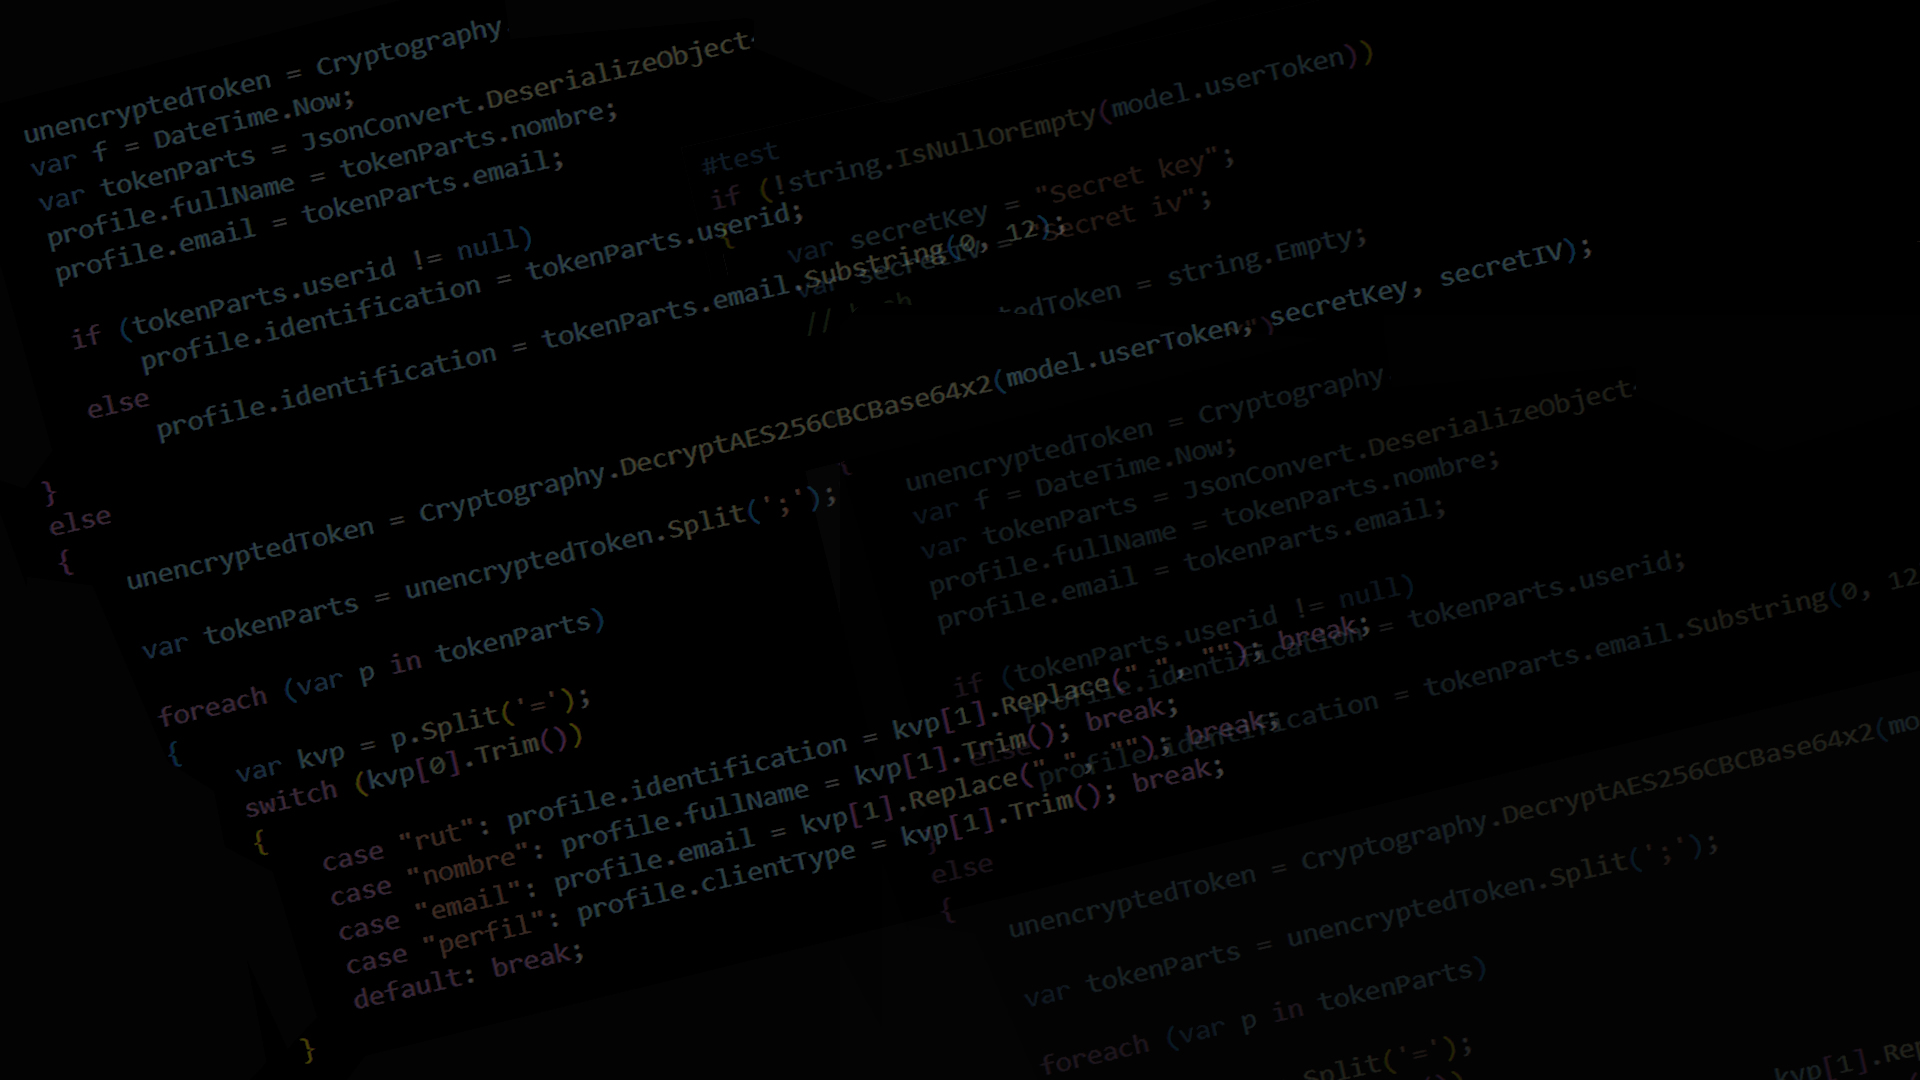 unencryptedToken = Cryptography.
var f = DateTime.Now;
var tokenParts = JsonConvert.DeserializeObject
profile.fullName = tokenParts.nombre;
profile.email = tokenParts.email;
if (tokenParts.userid != null)
profile.identification = tokenParts.userid;
else
profile.identification = tokenParts.email.Substring(0, 12);
}
else
{
unencryptedToken = Cryptography.DecryptAES256CBCBase64x2(model.userToken, secretKey, secretIV);
var tokenParts = unencryptedToken.Split(';');
foreach (var p in tokenParts)
{
var kvp = p.Split('=');
switch (kvp[0].Trim())
{
case "rut": profile.identification = kvp[1].Replace(" ", ""); break;
case "nombre": profile.fullName = kvp[1].Trim(); break;
case "email": profile.email = kvp[1].Replace(" ", ""); break;
case "perfil": profile.clientType = kvp[1].Trim(); break;
default: break;
}
#test
if (!string.IsNullOrEmpty(model.userToken))
{
var secretKey = "Secret key";
var secretIV = "Secret iv";
//
edToken = string.Empty;
unencryptedToken = Cryptography
var f = DateTime.Now;
var tokenParts = JsonConvert.DeserializeObject
profile.fullName = tokenParts.nombre;
profile.email = tokenParts.email;
if (tokenParts.userid != null)
profile.identification = tokenParts.userid;
else
profile.identification = tokenParts.email.Substring(0, 12
}
else
{
unencryptedToken = Cryptography.DecryptAES256CBCBase64x2(mo
var tokenParts = unencryptedToken.Split(';');
foreach (var p in tokenParts)
Split('=');
kvp[1].Rep